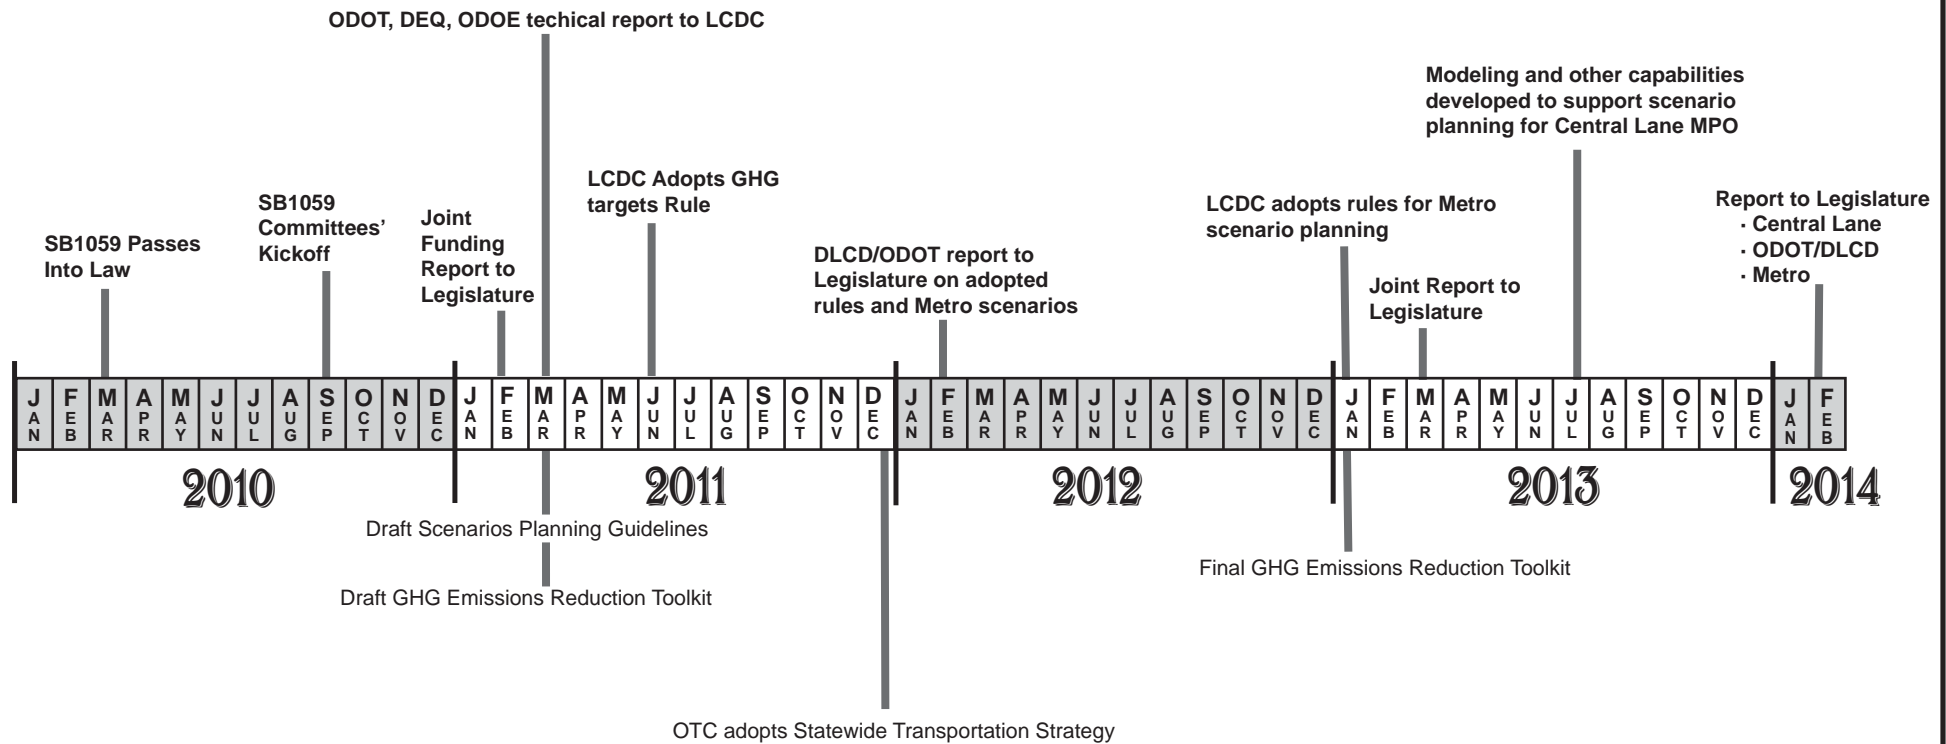 ODOT, DEQ, ODOE techical report to LCDC
Modeling and other capabilities
developed to support scenario
planning for Central Lane MPO
LCDC Adopts GHG
targets Rule
SB1059
Committees’
Kickoff
Joint
Funding
Report to
Legislature
SB1059 Passes
Into Law
DLCD/ODOT report to
Legislature on adopted
rules and Metro scenarios
LCDC adopts rules for Metro
scenario planning
Joint Report to
Legislature
Report to Legislature
· Central Lane
· ODOT/DLCD
· Metro
J F M A M J J A S O N D J F M A M J J A S O N D J F M A M J J A S O N D J F M A M J J A S O N D J F
JAN FEB MAR APR MAY JUN JUL AUG SEP OCT NOV DEC JAN FEB MAR APR MAY JUN JUL AUG SEP OCT NOV DEC JAN FEB MAR APR MAY JUN JUL AUG SEP OCT NOV DEC JAN FEB MAR APR MAY JUN JUL AUG SEP OCT NOV DEC JAN FEB
2010 2011 2012 2013 2014
Draft Scenarios Planning Guidelines
Draft GHG Emissions Reduction Toolkit
Final GHG Emissions Reduction Toolkit
OTC adopts Statewide Transportation Strategy